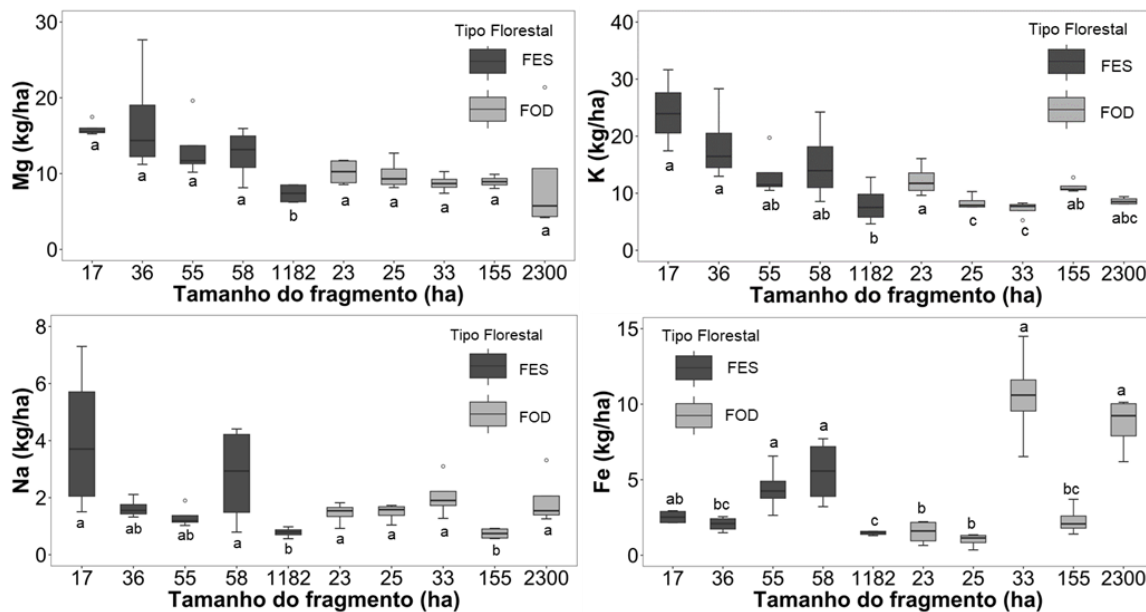 Mg (kg/ha)
30
20
10
0
Tipo Florestal
FES
FOD
a a a a b a a a a a
17 36 55 58 1182 23 25 33 155 2300
Tamanho do fragmento (ha)
K (kg/ha)
40
30
20
10
0
Tipo Florestal
FES
FOD
a a ab ab b a c c ab abc
17 36 55 58 1182 23 25 33 155 2300
Tamanho do fragmento (ha)
Na (kg/ha)
8
6
4
2
0
Tipo Florestal
FES
FOD
a ab ab a b a a a b a
17 36 55 58 1182 23 25 33 155 2300
Tamanho do fragmento (ha)
Fe (kg/ha)
15
10
5
0
Tipo Florestal
FES
FOD
ab bc a a c b b a bc a
17 36 55 58 1182 23 25 33 155 2300
Tamanho do fragmento (ha)